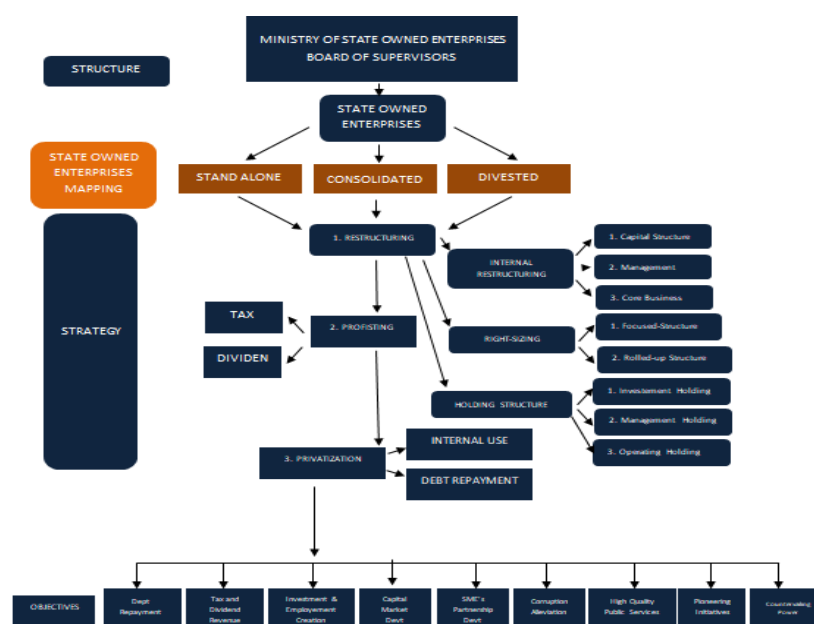 MINISTRY OF STATE OWNED ENTERPRISES
BOARD OF SUPERVISORS
STRUCTURE
STATE OWNED
ENTERPRISES
STATE OWNED
ENTERPRISES
MAPPING
STAND ALONE
CONSOLIDATED
DIVESTED
1. RESTRUCTURING
INTERNAL
RESTRUCTURING
1. Capital Structure
2. Management
3. Core Business
STRATEGY
TAX
DIVIDEN
2. PROFISTING
RIGHT-SIZING
1. Focused-Structure
2. Rollled-up Structure
HOLDING STRUCTURE
1. Investement Holding
2. Management Holding
3. Operating Holding
3. PRIVATIZATION
INTERNAL USE
DEBT REPAYMENT
OBJECTIVES
Dept
Repayment
Tax and
Dividend
Revenue
Investment &
Employement
Creation
Capital
Market
Devt
SME's
Partnership
Devt
Corruption
Alleviation
High Quality
Public Services
Pioneering
Initiatives
Countervailing
Power